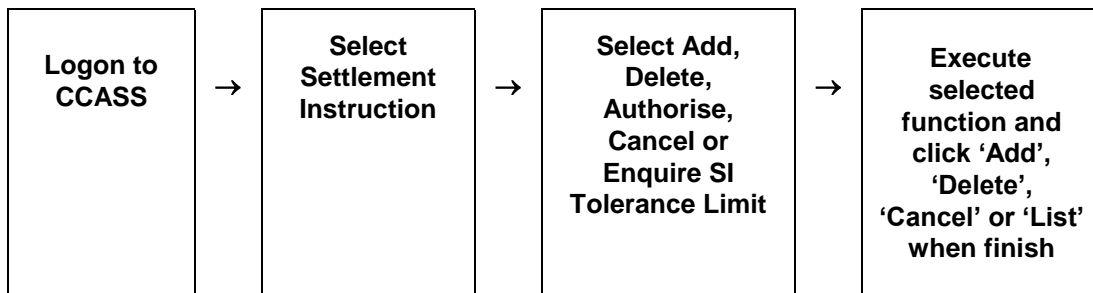 Logon to
CCASS
→
Select
Settlement
Instruction
→
Select Add,
Delete,
Authorise,
Cancel or
Enquire SI
Tolerance Limit
→
Execute
selected
function and
click ‘Add’,
‘Delete’,
‘Cancel’ or ‘List’
when finish